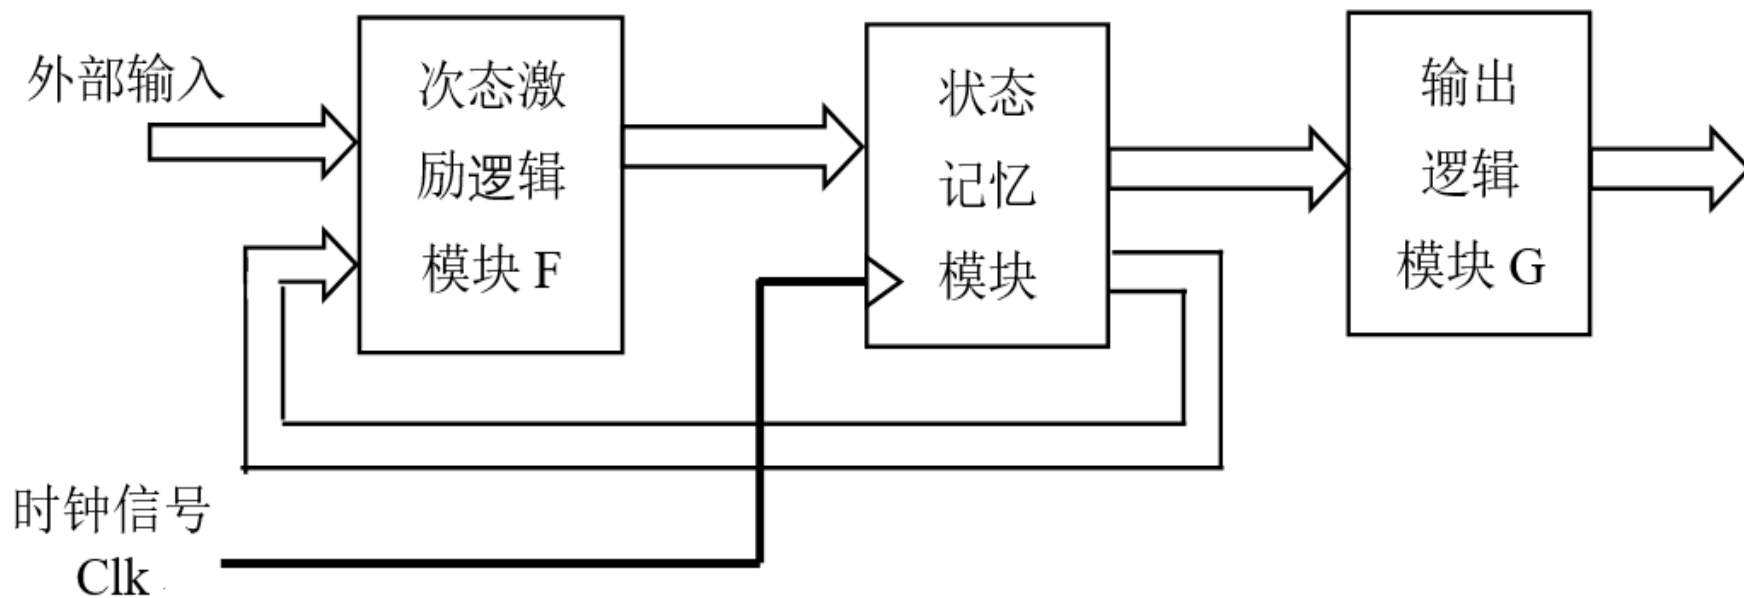 外部输入
次态激
励逻辑
模块 F
状态
记忆
模块
输出
逻辑
模块 G
时钟信号
Clk